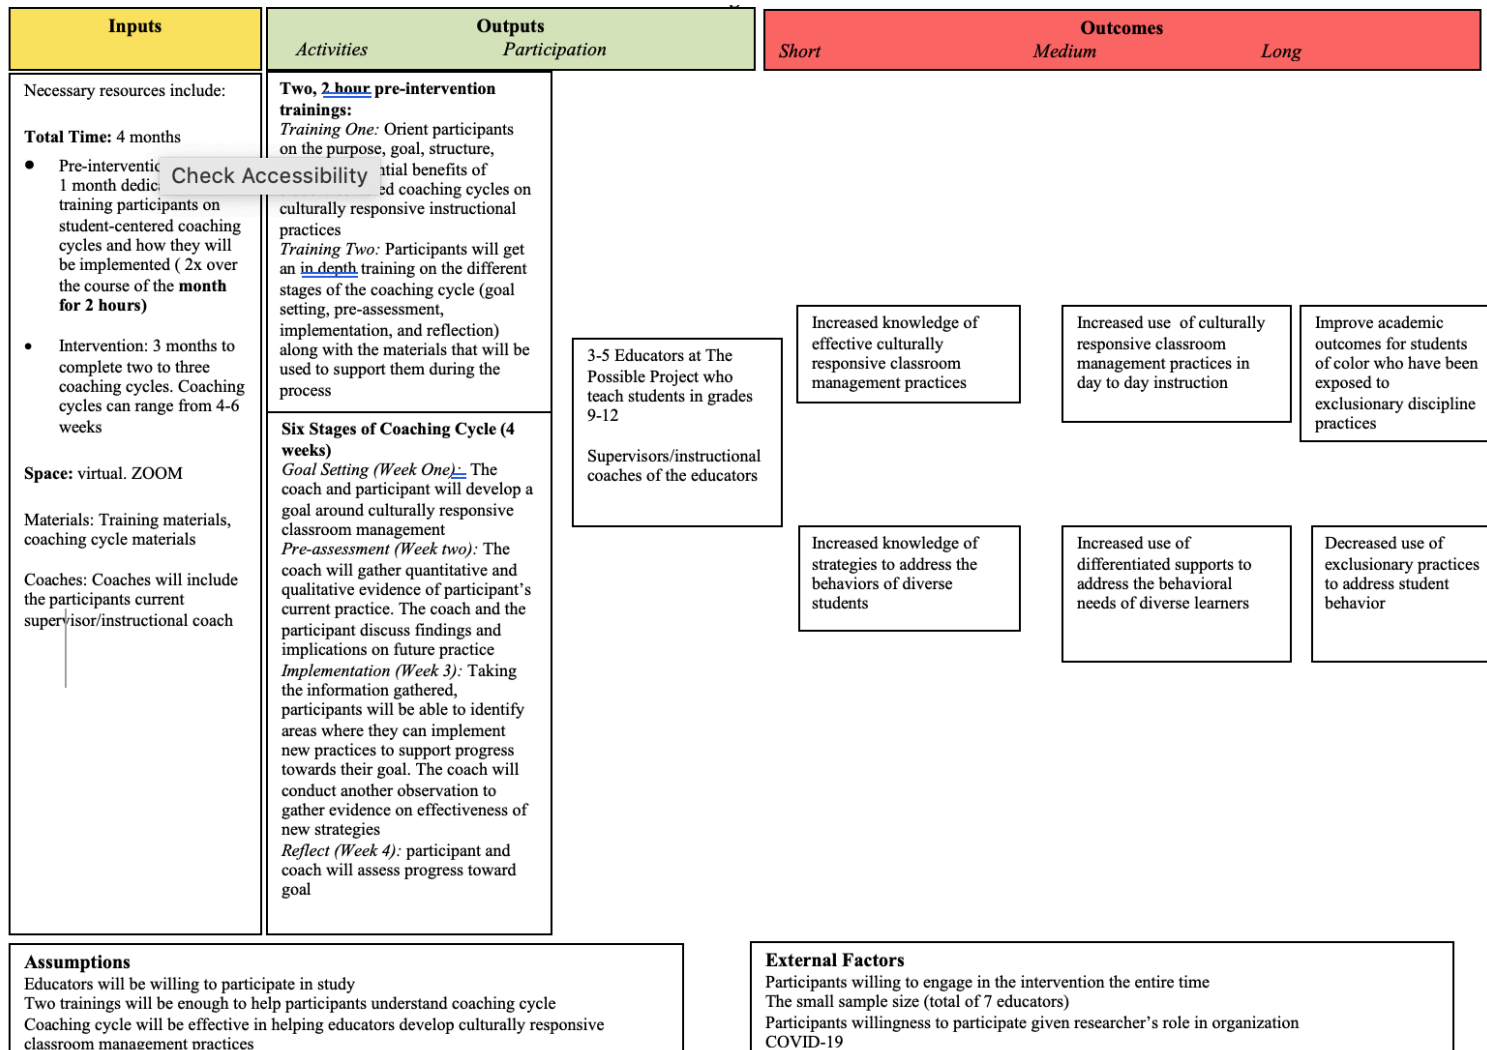 Inputs
Outputs
Activities Participation
Outcomes
Short Medium Long
Necessary resources include:
Total Time: 4 months
● Pre-interventio
1 month dedic
training participants on
student-centered coaching
cycles and how they will
be implemented ( 2x over
the course of the month
for 2 hours)
● Intervention: 3 months to
complete two to three
coaching cycles. Coaching
cycles can range from 4-6
weeks
Space: virtual. ZOOM
Materials: Training materials,
coaching cycle materials
Coaches: Coaches will include
the participants current
supervisor/instructional coach
Check Accessibility
Two, 2 hour pre-intervention
trainings:
Training One: Orient participants
on the purpose, goal, structure,
ntial benefits of
ed coaching cycles on
culturally responsive instructional
practices
Training Two: Participants will get
an in depth training on the different
stages of the coaching cycle (goal
setting, pre-assessment,
implementation, and reflection)
along with the materials that will be
used to support them during the
process
Six Stages of Coaching Cycle (4
weeks)
Goal Setting (Week One): The
coach and participant will develop a
goal around culturally responsive
classroom management
Pre-assessment (Week two): The
coach will gather quantitative and
qualitative evidence of participant's
current practice. The coach and the
participant discuss findings and
implications on future practice
Implementation (Week 3): Taking
the information gathered,
participants will be able to identify
areas where they can implement
new practices to support progress
towards their goal. The coach will
conduct another observation to
gather evidence on effectiveness of
new strategies
Reflect (Week 4): participant and
coach will assess progress toward
goal
3-5 Educators at The
Possible Project who
teach students in grades
9-12
Supervisors/instructional
coaches of the educators
Increased knowledge of
effective culturally
responsive classroom
management practices
Increased use of culturally
responsive classroom
management practices in
day to day instruction
Improve academic
outcomes for students
of color who have been
exposed to
exclusionary discipline
practices
Increased knowledge of
strategies to address the
behaviors of diverse
students
Increased use of
differentiated supports to
address the behavioral
needs of diverse learners
Decreased use of
exclusionary practices
to address student
behavior
Assumptions
Educators will be willing to participate in study
Two trainings will be enough to help participants understand coaching cycle
Coaching cycle will be effective in helping educators develop culturally responsive
classroom management practices
External Factors
Participants willing to engage in the intervention the entire time
The small sample size (total of 7 educators)
Participants willingness to participate given researcher's role in organization
COVID-19